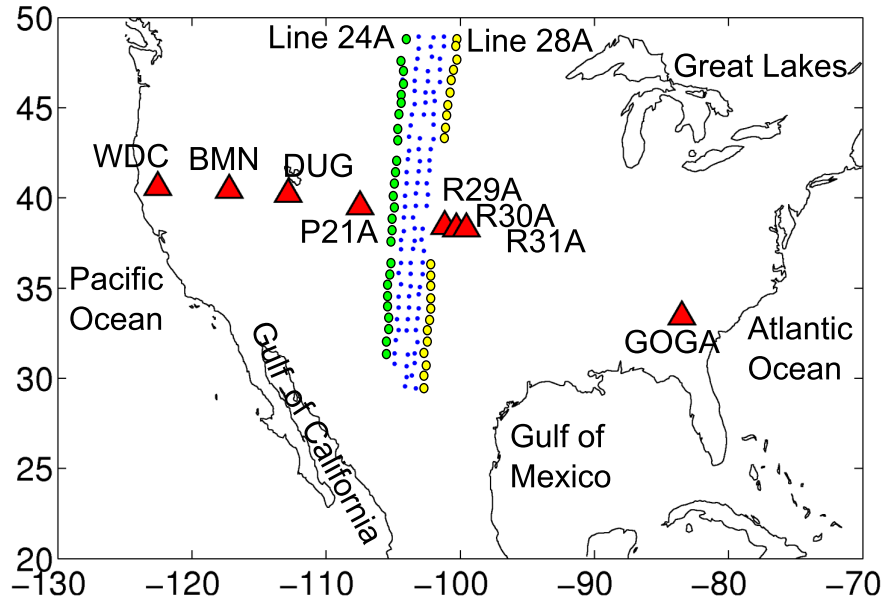 50
Line 24A
Line 28A
Great Lakes
45
WDC
BMN
DUG
40
R29A
R30A
P21A
R31A
35
Pacific
Ocean
GOGA
Atlantic
Ocean
30
Gulf of California
Gulf of
Mexico
25
20
−130
−120
−110
−100
−90
−80
−70